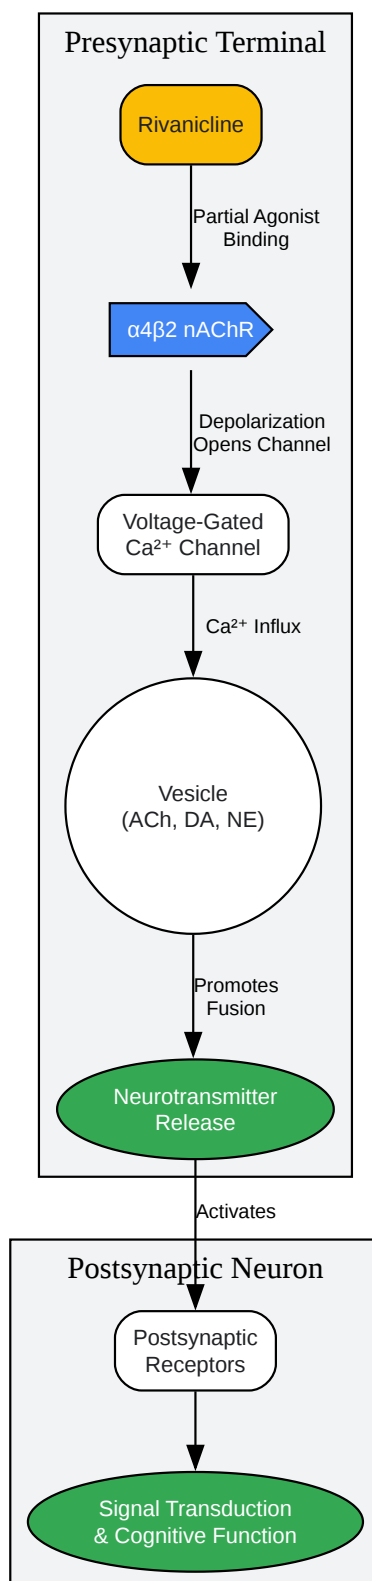 Presynaptic Terminal
Rivanicline
Partial Agonist
Binding
α4β2 nAChR
Depolarization
Opens Channel
Voltage-Gated
Ca²⁺ Channel
Ca²⁺ Influx
Vesicle
(ACh, DA, NE)
Promotes
Fusion
Neurotransmitter
Release
Activates
Postsynaptic Neuron
Postsynaptic
Receptors
Signal Transduction
& Cognitive Function